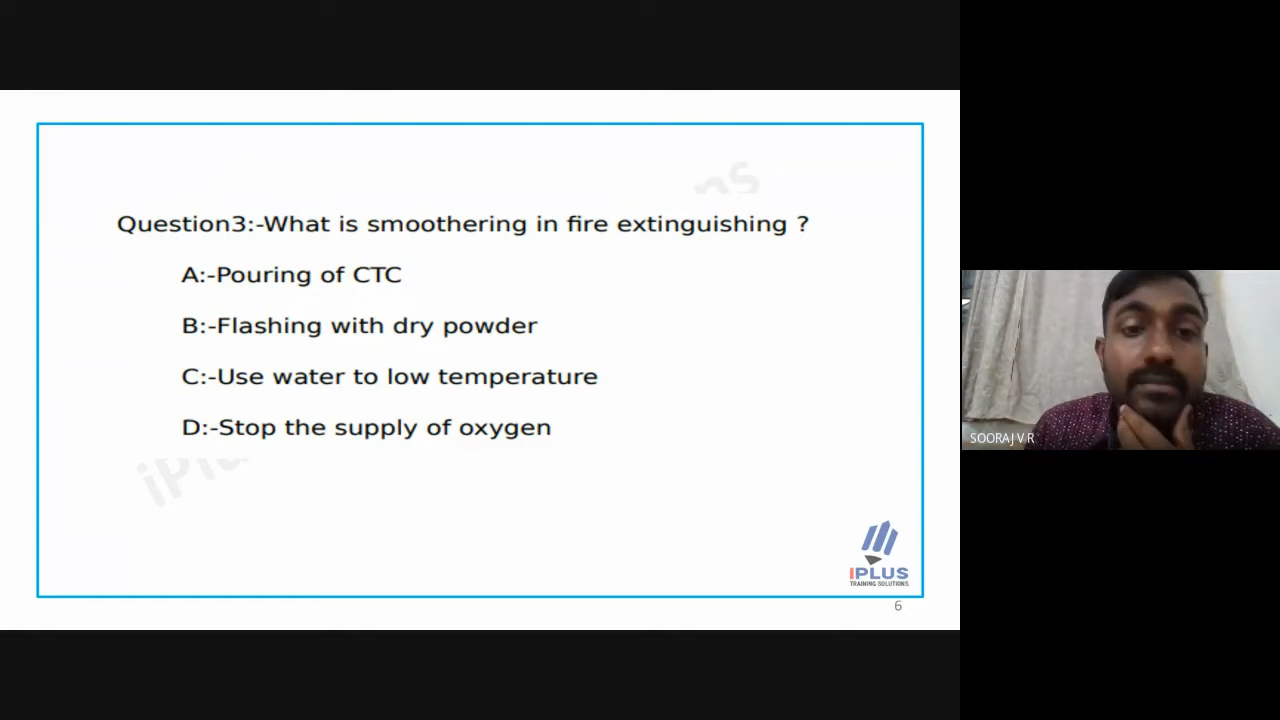 Question3:-What is smoothering in fire extinguishing ?
A:-Pouring of CTC
B:-Flashing with dry powder
C:-Use water to low temperature
D:-Stop the supply of oxygen
IPLUS
TRAINING SOLUTIONS
6
SOORAJ V R